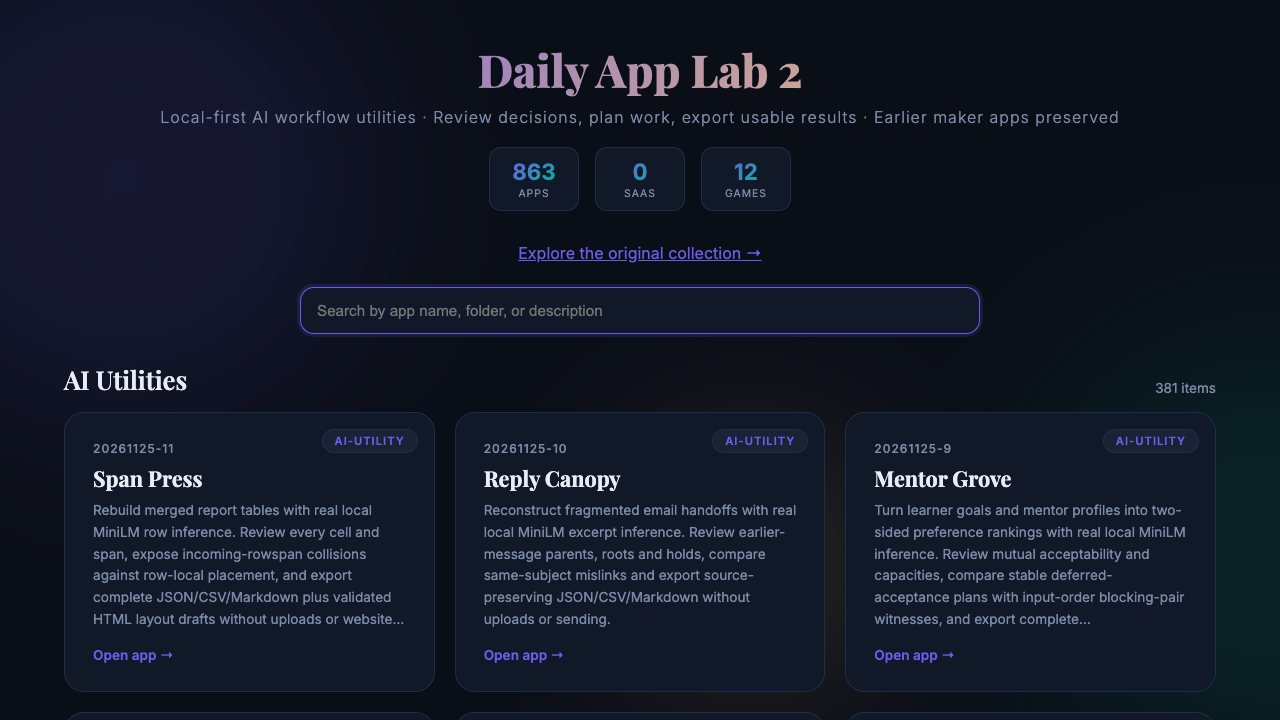 Daily App Lab 2
Local-first AI workflow utilities · Review decisions, plan work, export usable results · Earlier maker apps preserved
863
APPS
0
SAAS
12
GAMES
Explore the original collection →
Search by app name, folder, or description
AI Utilities
381 items
20261125-11
AI-UTILITY
Span Press
Rebuild merged report tables with real local
MiniLM row inference. Review every cell and
span, expose incoming-rowspan collisions
against row-local placement, and export
complete JSON/CSV/Markdown plus validated
HTML layout drafts without uploads or website...
Open app →
20261125-10
AI-UTILITY
Reply Canopy
Reconstruct fragmented email handoffs with real
local MiniLM excerpt inference. Review earlier-
message parents, roots and holds, compare
same-subject mislinks and export source-
preserving JSON/CSV/Markdown without
uploads or sending.
Open app →
20261125-9
AI-UTILITY
Mentor Grove
Turn learner goals and mentor profiles into two-
sided preference rankings with real local MiniLM
inference. Review mutual acceptability and
capacities, compare stable deferred-
acceptance plans with input-order blocking-pair
witnesses, and export complete...
Open app →